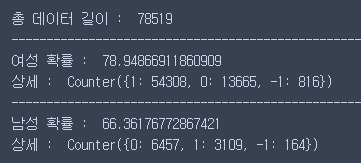 총 데이터 길이 :  78519
--------------------------------------------------
여성 확률 :  78.94866911860909
상세 :  Counter({1: 54308, 0: 13665, -1: 816})
--------------------------------------------------
남성 확률 :  66.36176772867421
상세 :  Counter({0: 6457, 1: 3109, -1: 164})